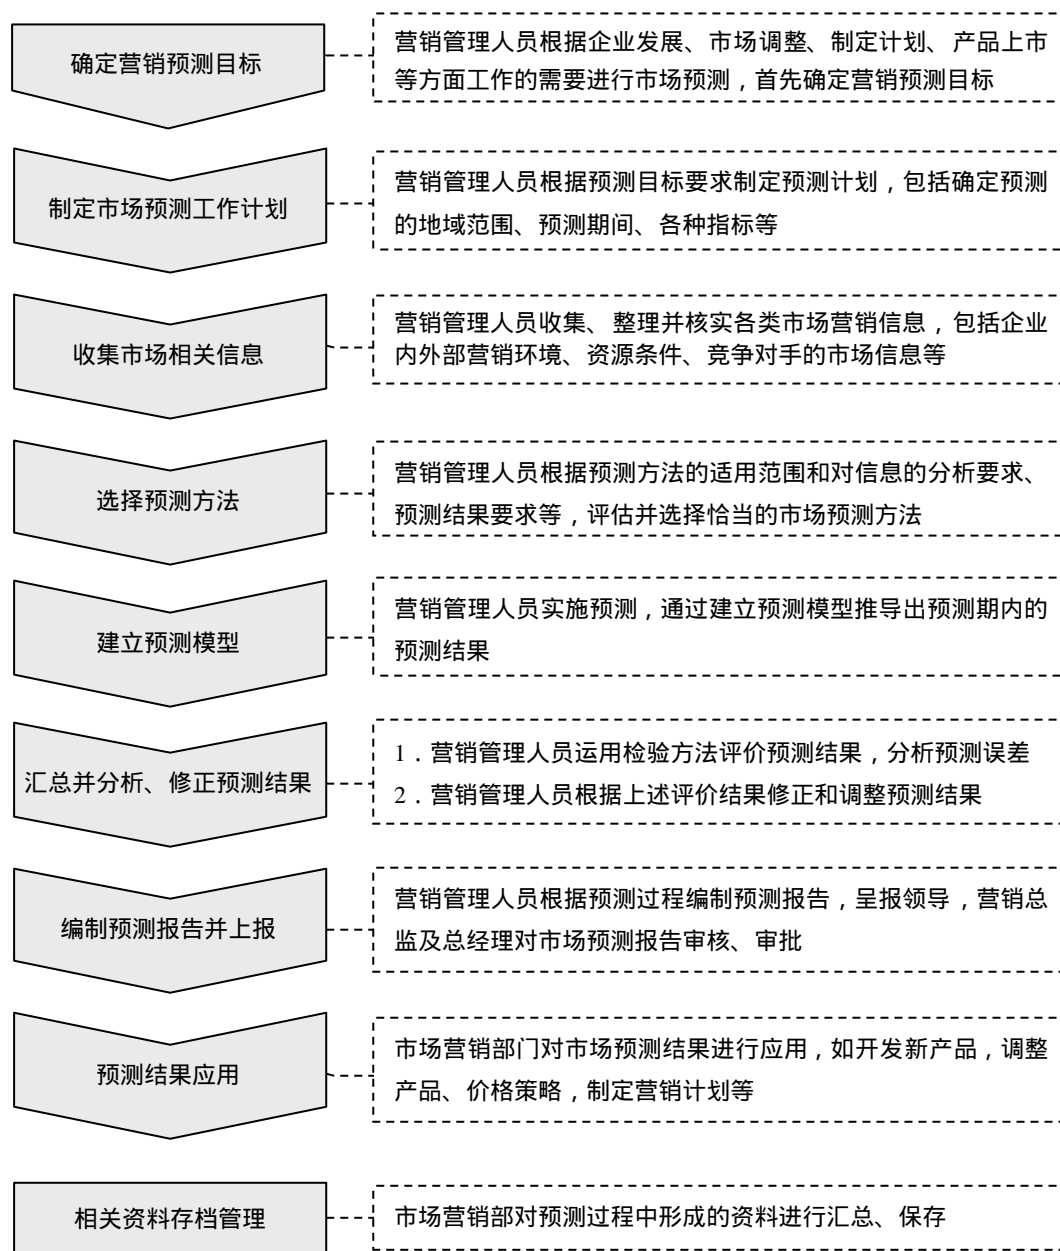 确定营销预测目标
营销管理人员根据企业发展、市场调整、制定计划、产品上市
等方面工作的需要进行市场预测，首先确定营销预测目标
制定市场预测工作计划
营销管理人员根据预测目标要求制定预测计划，包括确定预测
的地域范围、预测期间、各种指标等
收集市场相关信息
营销管理人员收集、整理并核实各类市场营销信息，包括企业
内外部营销环境、资源条件、竞争对手的市场信息等
选择预测方法
营销管理人员根据预测方法的适用范围和对信息的分析要求、
预测结果要求等，评估并选择恰当的市场预测方法
建立预测模型
营销管理人员实施预测，通过建立预测模型推导出预测期内的
预测结果
汇总并分析、修正预测结果
1．营销管理人员运用检验方法评价预测结果，分析预测误差
2．营销管理人员根据上述评价结果修正和调整预测结果
编制预测报告并上报
营销管理人员根据预测过程编制预测报告，呈报领导，营销总
监及总经理对市场预测报告审核、审批
预测结果应用
市场营销部门对市场预测结果进行应用，如开发新产品，调整
产品、价格策略，制定营销计划等
相关资料存档管理
市场营销部对预测过程中形成的资料进行汇总、保存